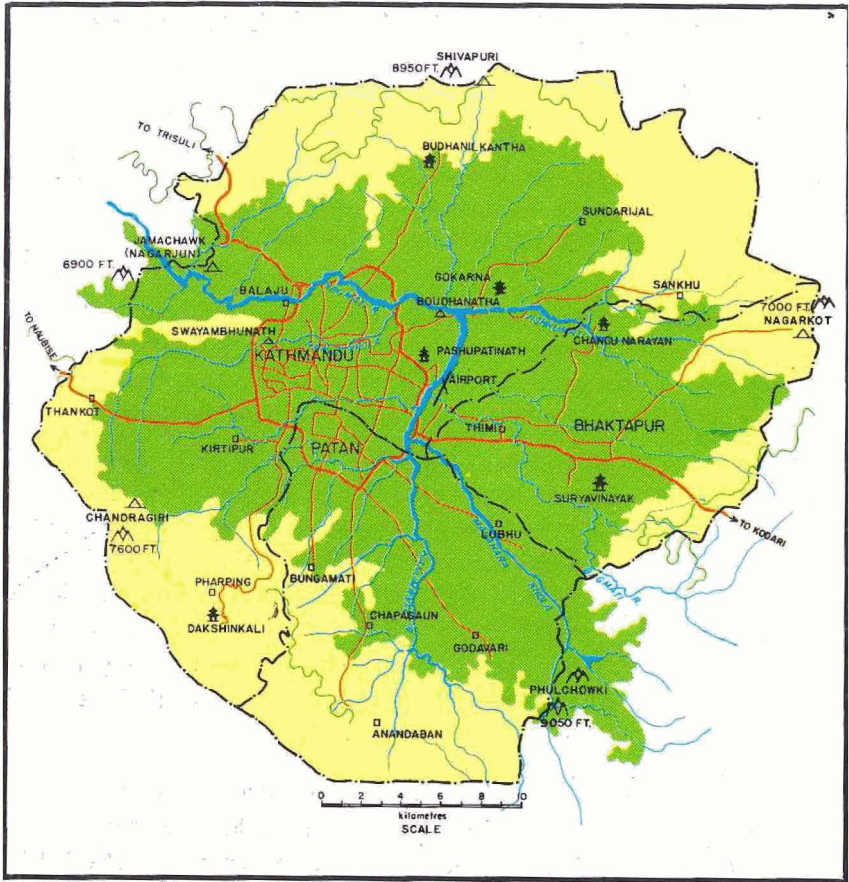 SHIVAPURI
8950 FT.
TO TRISULI
BUDHANILKANTHA
SUNDARIJAL
JAMACHAWK
(NAGARJUN)
6900 FT.
GOKARNA
SANKHU
BALAJU
BOUDHANATHA
7000 FT.
NAGARKOT
TO NAUBISE
SWAYAMBHUNATH
CHANGU NARAYAN
KATHMANDU
PASHUPATINATH
AIRPORT
THANKOT
THIMI
BHAKTAPUR
KIRTIPUR
PATAN
SURYAVINAYAK
CHANDRAGIRI
7600 FT.
LUBHU
TO KODARI
BUNGAMATI
PHARPING
DAKSHINKALI
CHAPAGAUN
GODAVARI
PHULCHOWKI
9050 FT.
ANANDABAN
0 2 4 6 8 10
kilometres
SCALE